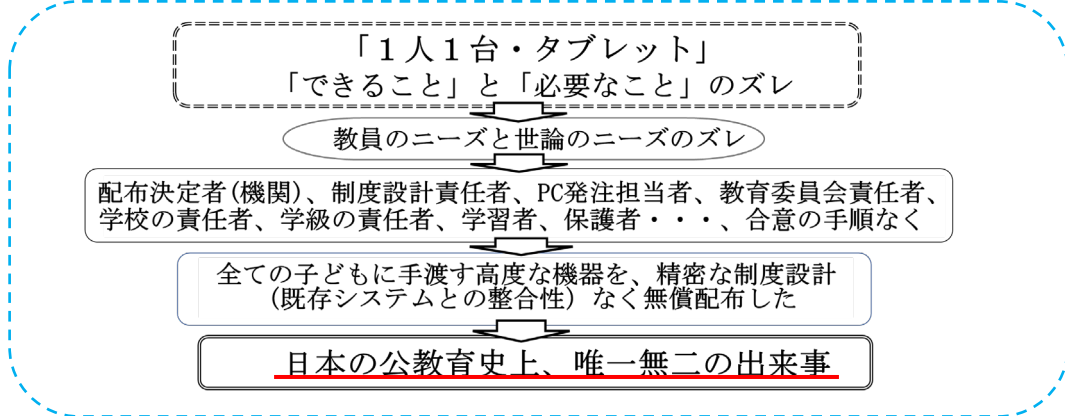 「１人１台・タブレット」
「できること」と「必要なこと」のズレ
教員のニーズと世論のニーズのズレ
配布決定者(機関)、制度設計責任者、PC発注担当者、教育委員会責任者、
学校の責任者、学級の責任者、学習者、保護者・・・、合意の手順なく
全ての子どもに手渡す高度な機器を、精密な制度設計
(既存システムとの整合性) なく無償配布した
日本の公教育史上、唯一無二の出来事